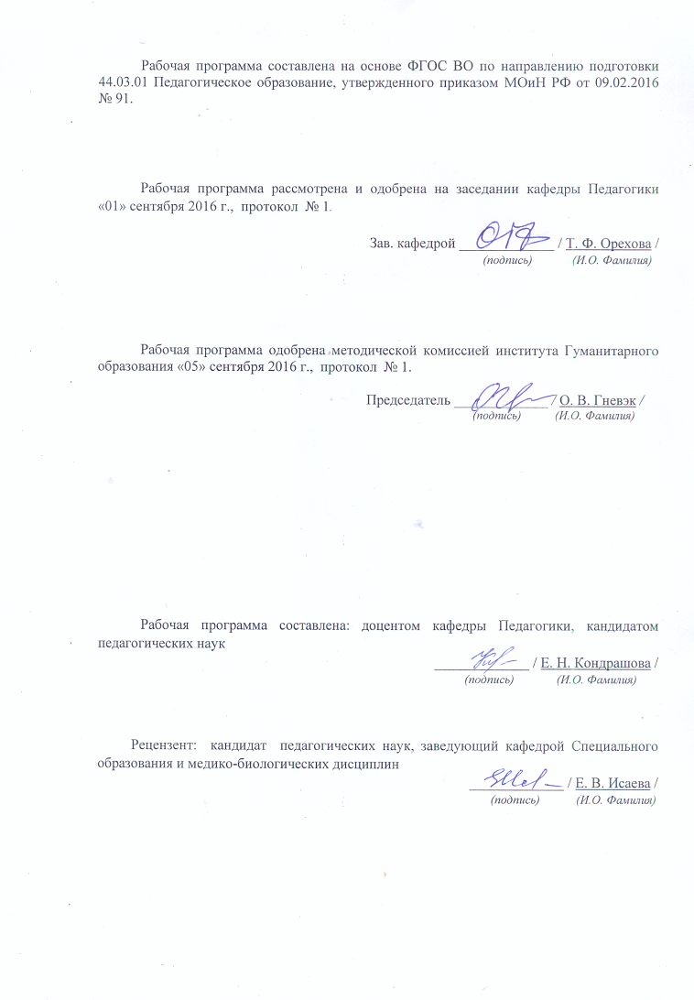 Рабочая программа составлена на основе ФГОС ВО по направлению подготовки
44.03.01 Педагогическое образование, утвержденного приказом МОиН РФ от 09.02.2016
№ 91.
Рабочая программа рассмотрена и одобрена на заседании кафедры Педагогики
«01» сентября 2016 г., протокол № 1.
Зав. кафедрой _____________ / Т. Ф. Орехова /
(подпись) (И.О. Фамилия)
Рабочая программа одобрена методической комиссией института Гуманитарного
образования «05» сентября 2016 г., протокол № 1.
Председатель _____________ / О. В. Гневэк /
(подпись) (И.О. Фамилия)
Рабочая программа составлена: доцентом кафедры Педагогики, кандидатом
педагогических наук
_____________ / Е. Н. Кондрашова /
(подпись) (И.О. Фамилия)
Рецензент: кандидат педагогических наук, заведующий кафедрой Специального
образования и медико-биологических дисциплин
_____________ / Е. В. Исаева /
(подпись) (И.О. Фамилия)